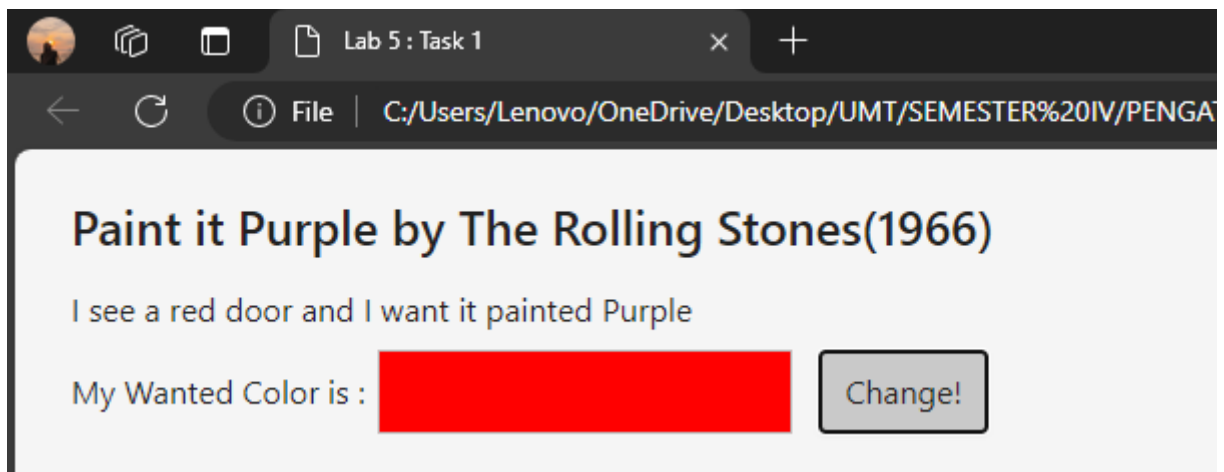 Lab 5 : Task 1
File C:/Users/Lenovo/OneDrive/Desktop/UMT/SEMESTER%20IV/PENGAT
Paint it Purple by The Rolling Stones(1966)
I see a red door and I want it painted Purple
My Wanted Color is : Change!